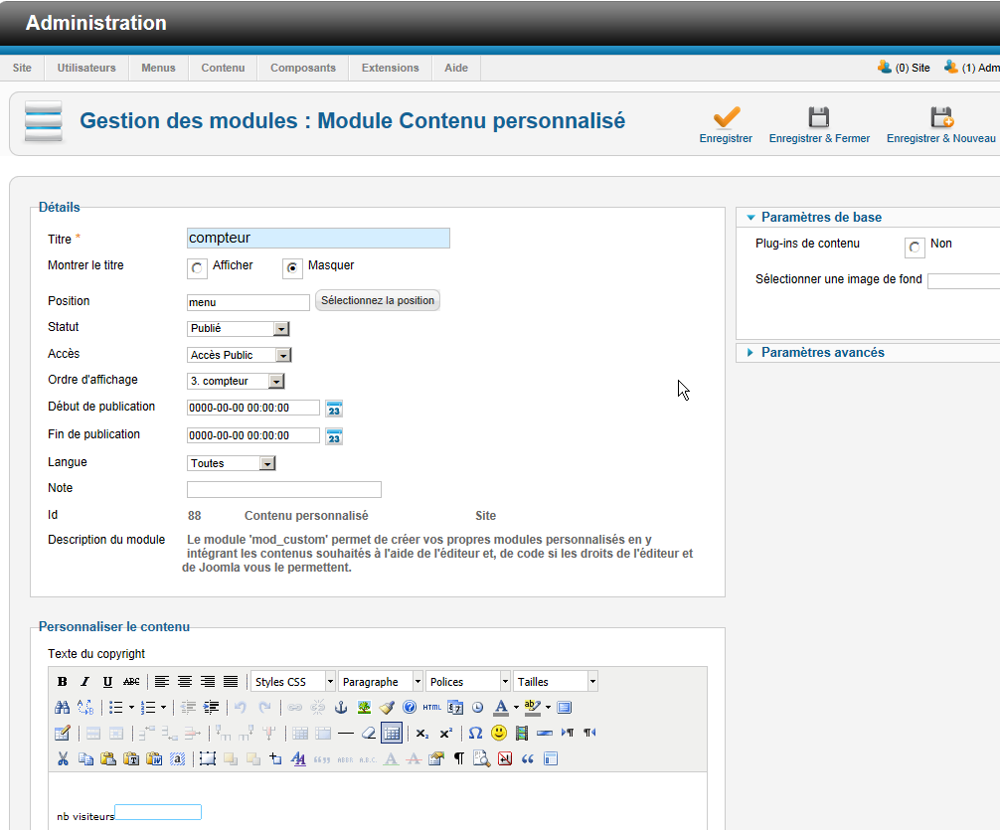 Administration
Site Utilisateurs Menus Contenu Composants Extensions Aide (0) Site (1) Adm
Gestion des modules : Module Contenu personnalisé
Enregistrer Enregistrer & Fermer Enregistrer & Nouveau
Détails
Titre *
compteur
Montrer le titre Afficher Masquer
Position menu Sélectionnez la position
Statut Publié
Accès Accès Public
Ordre d'affichage 3. compteur
Début de publication 0000-00-00 00:00:00 23
Fin de publication 0000-00-00 00:00:00 23
Langue Toutes
Note
Id 88 Contenu personnalisé Site
Description du module Le module 'mod_custom' permet de créer vos propres modules personnalisés en y
intégrant les contenus souhaités à l'aide de l'éditeur et, de code si les droits de l'éditeur et
de Joomla vous le permettent.
Paramètres de base
Plug-ins de contenu Non
Sélectionner une image de fond
Paramètres avancés
Personnaliser le contenu
Texte du copyright
B I U ABC Styles CSS Paragraphe Polices Tailles
HTML
nb visiteurs